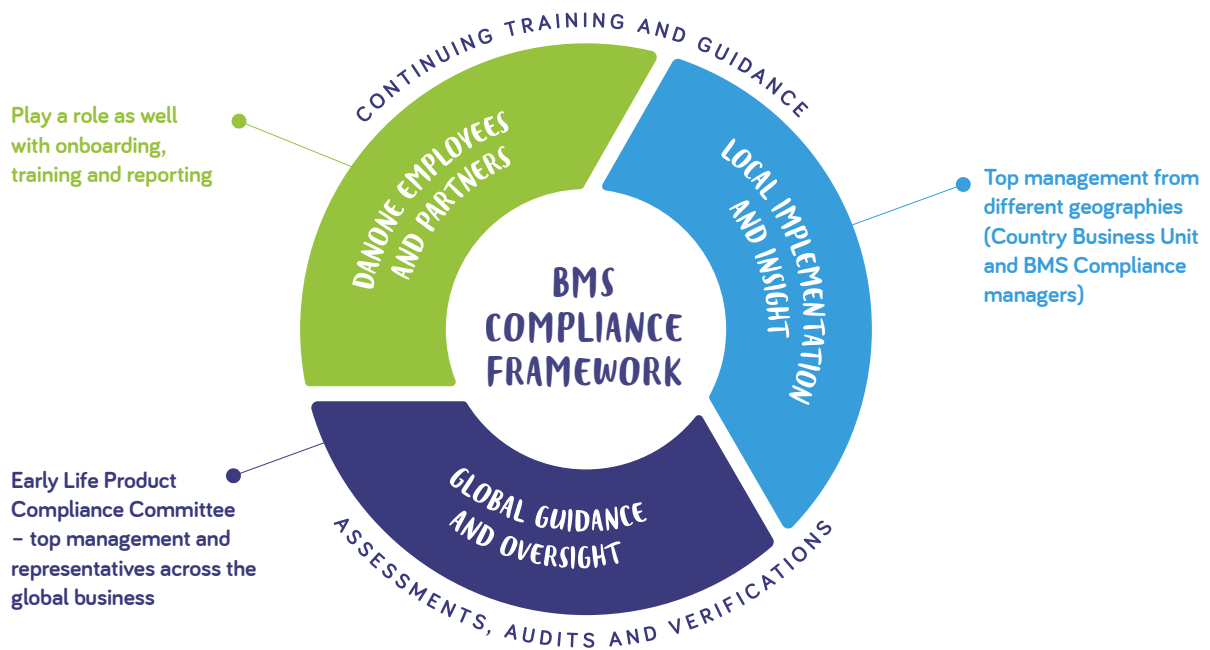 CONTINUING TRAINING AND GUIDANCE
Play a role as well
with onboarding,
training and reporting
DANONE EMPLOYEES
AND PARTNERS
LOCAL IMPLEMENTATION
AND INSIGHT
Top management from
different geographies
(Country Business Unit
and BMS Compliance
managers)
BMS
COMPLIANCE
FRAMEWORK
Early Life Product
Compliance Committee
– top management and
representatives across the
global business
GLOBAL GUIDANCE
AND OVERSIGHT
ASSESSMENTS, AUDITS AND VERIFICATIONS